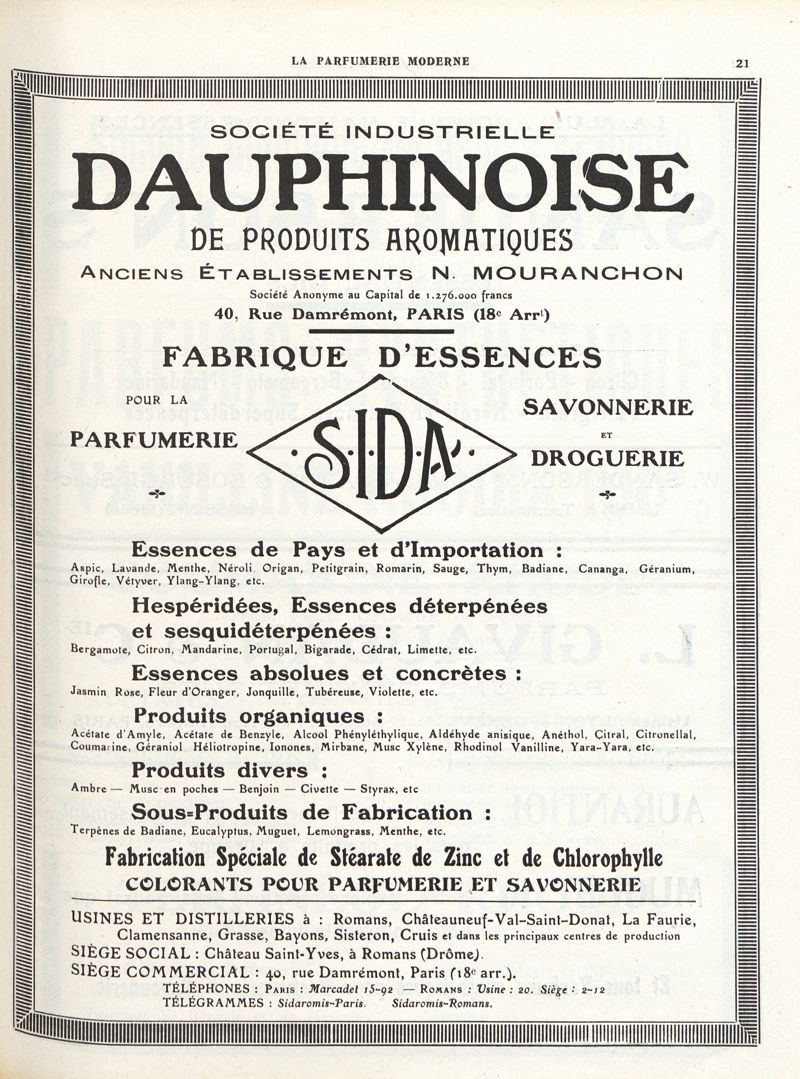 LA PARFUMERIE MODERNE
21
SOCIÉTÉ INDUSTRIELLE
DAUPHINOISE
DE PRODUITS AROMATIQUES
ANCIENS ÉTABLISSEMENTS N. MOURANCHON
Société Anonyme au Capital de 1.276.000 francs
40, Rue Damrémont, PARIS (18e Arrt)
FABRIQUE D'ESSENCES
POUR LA
PARFUMERIE
S.I.D.A.
SAVONNERIE
ET
DROGUERIE
Essences de Pays et d'Importation :
Aspic, Lavande, Menthe, Néroli. Origan, Petitgrain, Romarin, Sauge, Thym, Badiane, Cananga, Géranium,
Girofle, Vétyver, Ylang-Ylang, etc.
Hespéridées, Essences déterpénées
et sesquidéterpénées :
Bergamote, Citron, Mandarine, Portugal, Bigarade, Cédrat, Limette, etc.
Essences absolues et concrètes :
Jasmin, Rose, Fleur d'Oranger, Jonquille, Tubéreuse, Violette, etc.
Produits organiques :
Acétate d'Amyle, Acétate de Benzyle, Alcool Phényléthylique, Aldéhyde anisique, Anéthol, Citral, Citronellal,
Coumarine, Géraniol Héliotropine, Ionones, Mirbane, Musc Xylène, Rhodinol Vanilline, Yara-Yara, etc.
Produits divers :
Ambre — Musc en poches — Benjoin — Civette — Styrax, etc
Sous-Produits de Fabrication :
Terpènes de Badiane, Eucalyptus, Muguet, Lemongrass, Menthe, etc.
Fabrication Spéciale de Stéarate de Zinc et de Chlorophylle
COLORANTS POUR PARFUMERIE ET SAVONNERIE
USINES ET DISTILLERIES à : Romans, Châteauneuf-Val-Saint-Donat, La Faurie,
Clamensanne, Grasse, Bayons, Sisteron, Cruis et dans les principaux centres de production
SIÈGE SOCIAL : Château Saint-Yves, à Romans (Drôme).
SIÈGE COMMERCIAL : 40, rue Damrémont, Paris (18e arr.).
TÉLÉPHONES : PARIS : Marcadet 15-92 — ROMANS : Usine : 20. Siège : 2-12
TÉLÉGRAMMES : Sidaromis-Paris. Sidaromis-Romans.